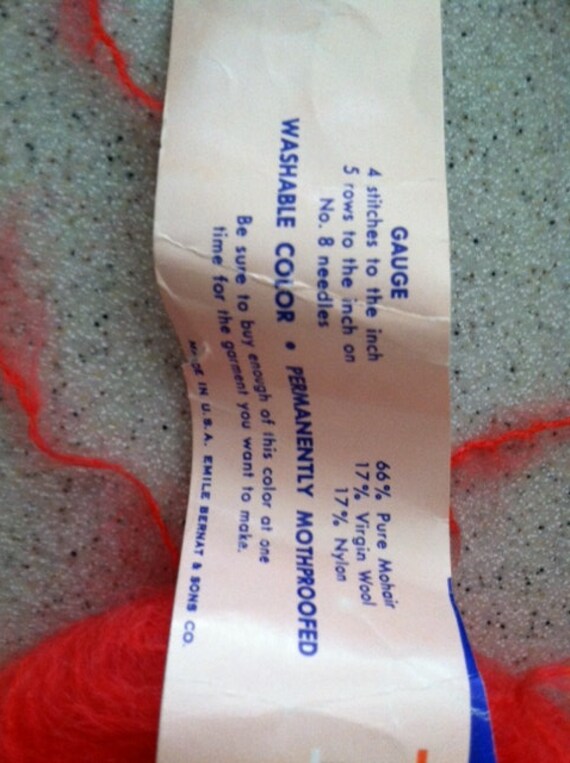 GAUGE
4 stitches to the inch
5 rows to the inch on
No. 8 needles
66% Pure Mohair
17% Virgin Wool
17% Nylon
WASHABLE COLOR • PERMANENTLY MOTHPROOFED
Be sure to buy enough of this color at one
time for the garment you want to make.
IN U.S.A. EMILE BERNAT & SONS CO.